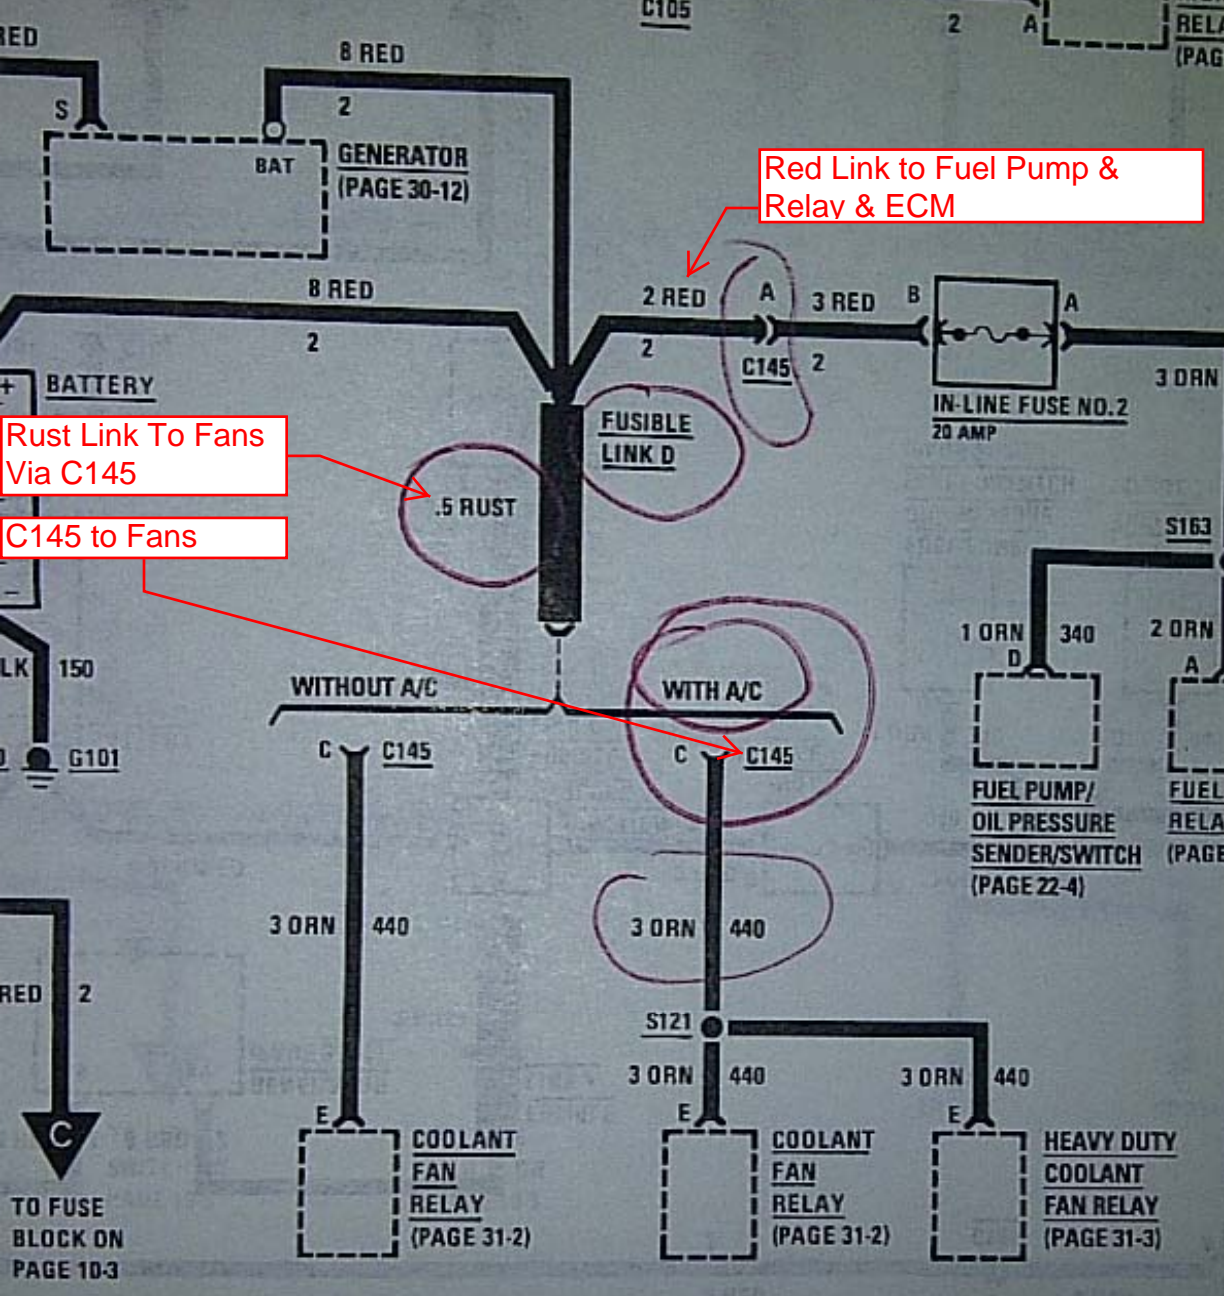 C105
RED
8 RED
2
A
RELA
(PAG
S
2
BAT
GENERATOR
(PAGE 30-12)
Red Link to Fuel Pump &
Relay & ECM
8 RED
2
2 RED
2
A
C145
3 RED
2
B
A
IN-LINE FUSE NO.2
20 AMP
3 ORN
+
BATTERY
FUSIBLE
LINK D
Rust Link To Fans
Via C145
.5 RUST
C145 to Fans
–
S163
1 ORN
340
2 ORN
D
A
LK
150
WITHOUT A/C
WITH A/C
G101
C
C145
C
C145
FUEL PUMP/
OIL PRESSURE
SENDER/SWITCH
(PAGE 22-4)
FUEL
RELA
(PAGE
3 ORN
440
3 ORN
440
RED
2
S121
3 ORN
440
3 ORN
440
C
E
E
E
TO FUSE
BLOCK ON
PAGE 10-3
COOLANT
FAN
RELAY
(PAGE 31-2)
COOLANT
FAN
RELAY
(PAGE 31-2)
HEAVY DUTY
COOLANT
FAN RELAY
(PAGE 31-3)